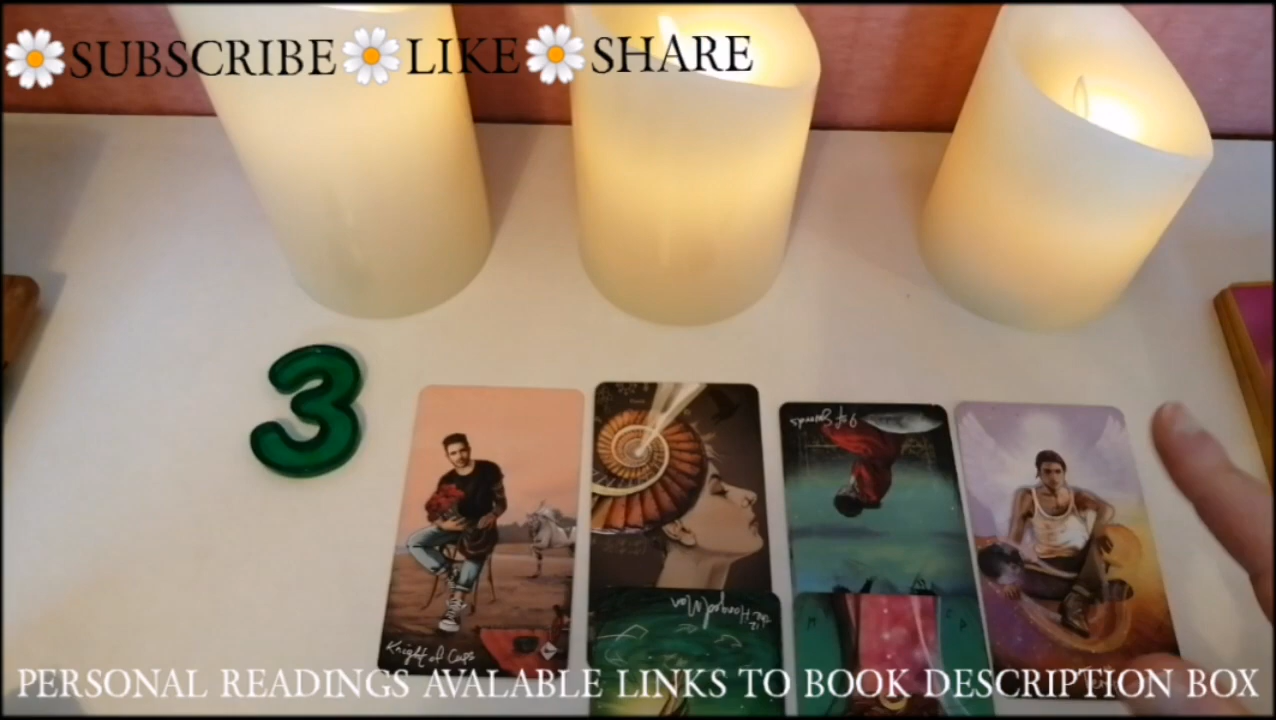 SUBSCRIBE LIKE SHARE
3
9 of Swords
the Hanged Man
12
Knight of Cups
PERSONAL READINGS AVALABLE LINKS TO BOOK DESCRIPTION BOX